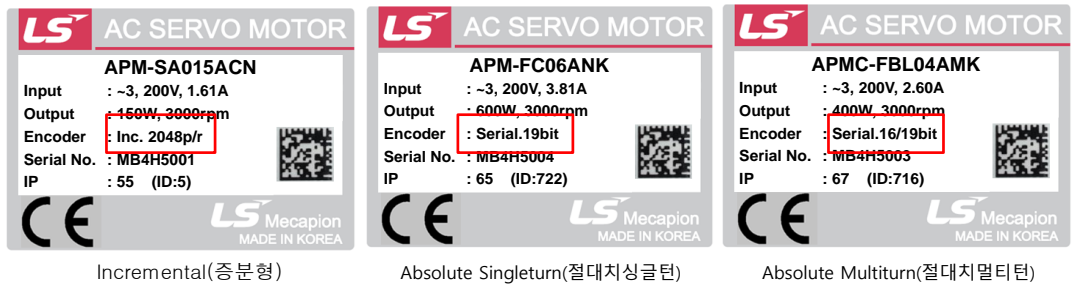 LS AC SERVO MOTOR
APM-SA015ACN
Input : ~3, 200V, 1.61A
Output : 150W, 3000rpm
Encoder : Inc. 2048p/r
Serial No. : MB4H5001
IP : 55 (ID:5)
CE LS Mecapion
MADE IN KOREA
Incremental(증분형)
LS AC SERVO MOTOR
APM-FC06ANK
Input : ~3, 200V, 3.81A
Output : 600W, 3000rpm
Encoder : Serial.19bit
Serial No. : MB4H5004
IP : 65 (ID:722)
CE LS Mecapion
MADE IN KOREA
Absolute Singleturn(절대치싱글턴)
LS AC SERVO MOTOR
APMC-FBL04AMK
Input : ~3, 200V, 2.60A
Output : 400W, 3000rpm
Encoder : Serial.16/19bit
Serial No. : MB4H5003
IP : 67 (ID:716)
CE LS Mecapion
MADE IN KOREA
Absolute Multiturn(절대치멀티턴)